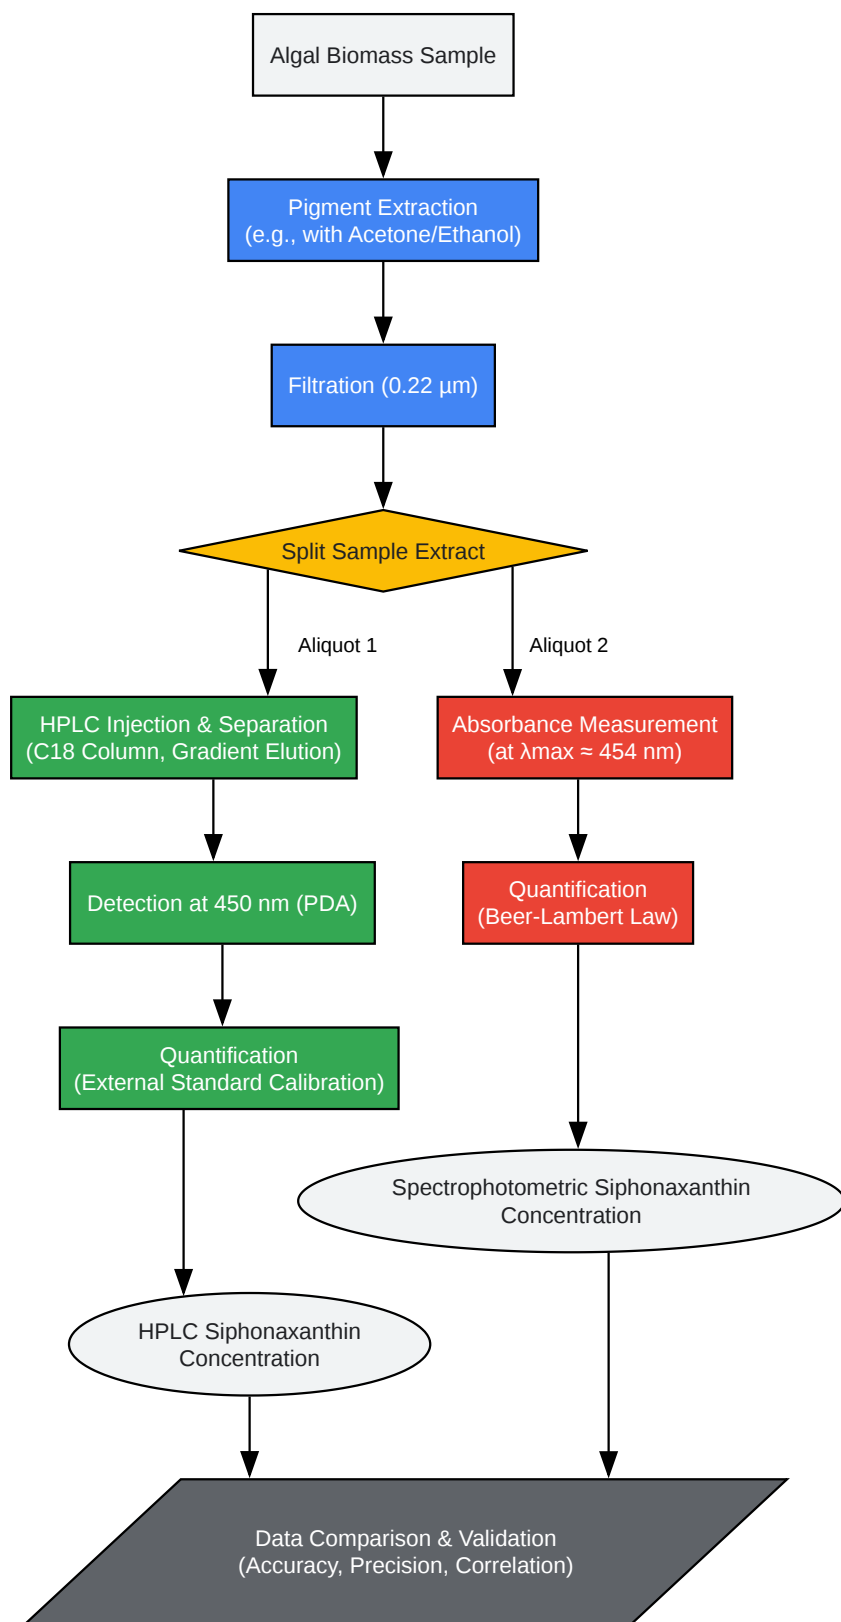 Algal Biomass Sample
Pigment Extraction
(e.g., with Acetone/Ethanol)
Filtration (0.22 µm)
Split Sample Extract
Aliquot 1
Aliquot 2
HPLC Injection & Separation
(C18 Column, Gradient Elution)
Absorbance Measurement
(at λmax ≈ 454 nm)
Detection at 450 nm (PDA)
Quantification
(Beer-Lambert Law)
Quantification
(External Standard Calibration)
Spectrophotometric Siphonaxanthin
Concentration
HPLC Siphonaxanthin
Concentration
Data Comparison & Validation
(Accuracy, Precision, Correlation)